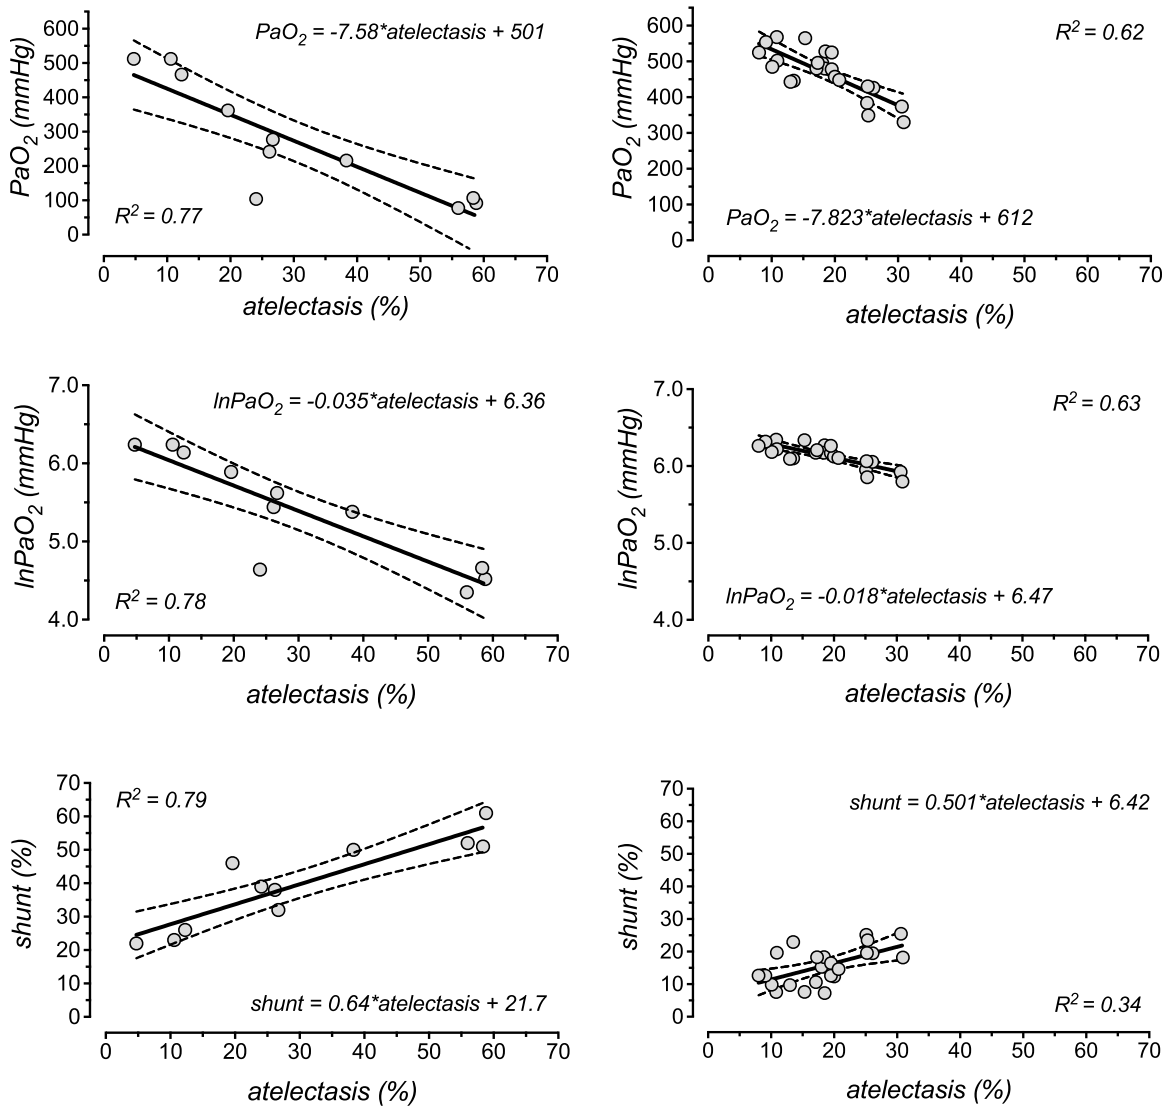 PaO2 = -7.58*atelectasis + 501
R2 = 0.77
PaO2 (mmHg)
600
500
400
300
200
100
0
0 10 20 30 40 50 60 70
atelectasis (%)
R2 = 0.62
PaO2 = -7.823*atelectasis + 612
PaO2 (mmHg)
600
500
400
300
200
100
0
0 10 20 30 40 50 60 70
atelectasis (%)
lnPaO2 = -0.035*atelectasis + 6.36
R2 = 0.78
lnPaO2 (mmHg)
7.0
6.0
5.0
4.0
0 10 20 30 40 50 60 70
atelectasis (%)
R2 = 0.63
lnPaO2 = -0.018*atelectasis + 6.47
lnPaO2 (mmHg)
7.0
6.0
5.0
4.0
0 10 20 30 40 50 60 70
atelectasis (%)
R2 = 0.79
shunt = 0.64*atelectasis + 21.7
shunt (%)
70
60
50
40
30
20
10
0
0 10 20 30 40 50 60 70
atelectasis (%)
shunt = 0.501*atelectasis + 6.42
R2 = 0.34
shunt (%)
70
60
50
40
30
20
10
0
0 10 20 30 40 50 60 70
atelectasis (%)